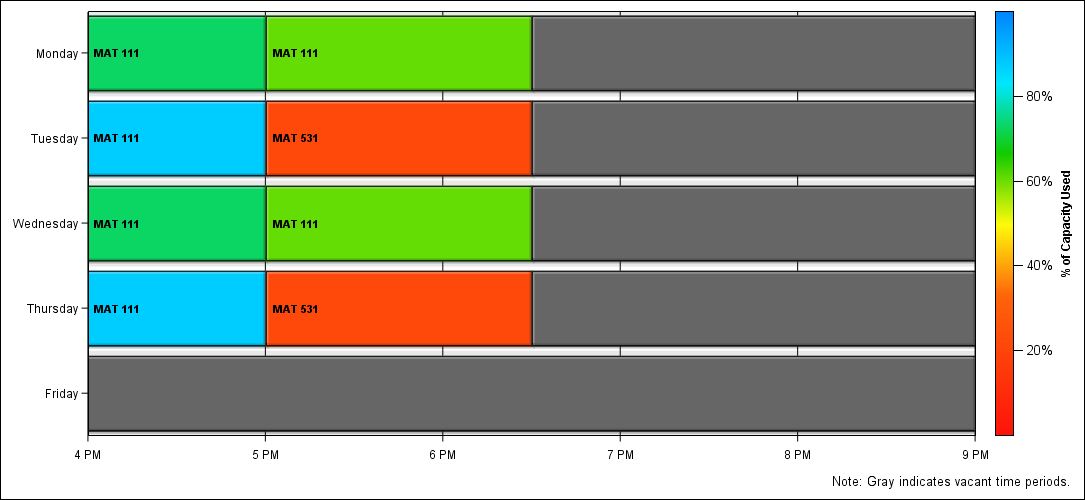 Monday
MAT 111
MAT 111
Tuesday
MAT 111
MAT 531
Wednesday
MAT 111
MAT 111
Thursday
MAT 111
MAT 531
Friday
4 PM
5 PM
6 PM
7 PM
8 PM
9 PM
80%
60%
40%
20%
% of Capacity Used
Note: Gray indicates vacant time periods.